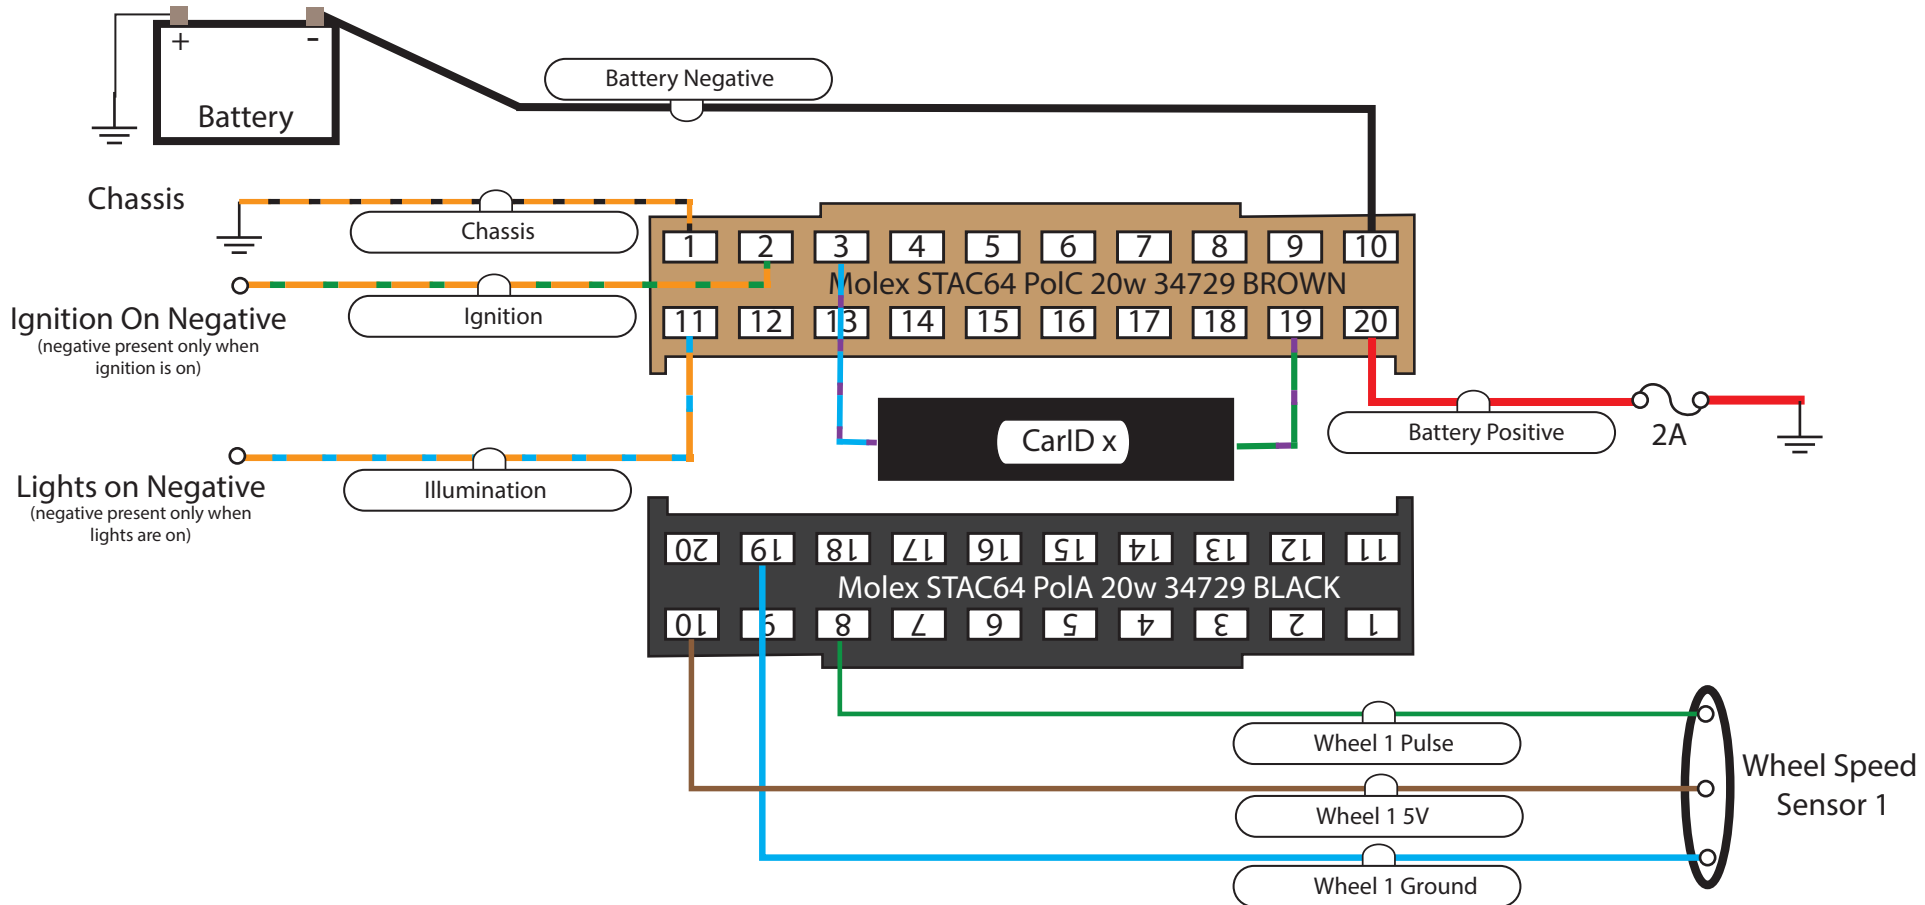 + -
Battery
Battery Negative
Chassis
Chassis
1 2 3 4 5 6 7 8 9 10
Molex STAC64 PolC 20w 34729 BROWN
11 12 13 14 15 16 17 18 19 20
Ignition On Negative
(negative present only when
ignition is on)
Ignition
Lights on Negative
(negative present only when
lights are on)
Illumination
CarID x
Battery Positive
2A
20 19 18 17 16 15 14 13 12 11
Molex STAC64 PolA 20w 34729 BLACK
10 9 8 7 6 5 4 3 2 1
Wheel 1 Pulse
Wheel 1 5V
Wheel 1 Ground
Wheel Speed
Sensor 1